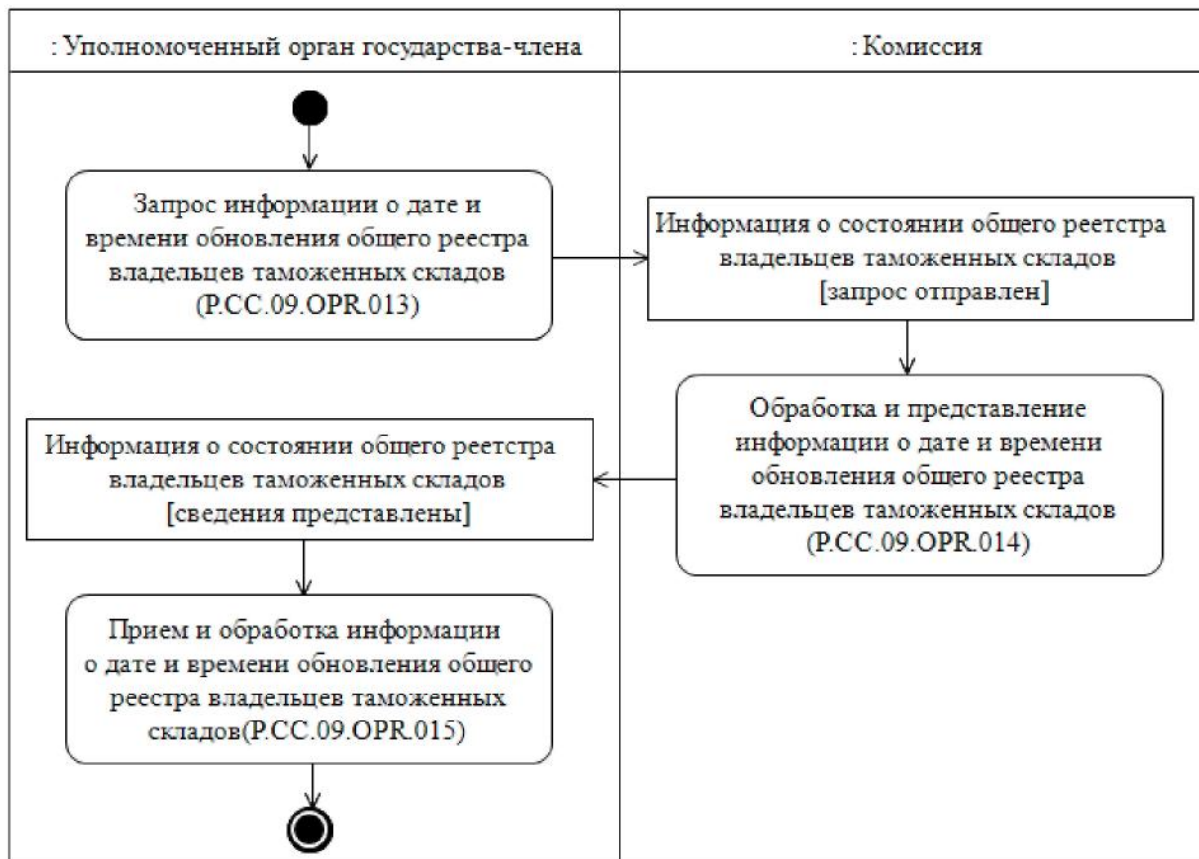 : Уполномоченный орган государства-члена
: Комиссия
Запрос информации о дате и
времени обновления общего реестра
владельцев таможенных складов
(P.CC.09.OPR.013)
Информация о состоянии общего реетстра
владельцев таможенных складов
[запрос отправлен]
Обработка и представление
информации о дате и времени
обновления общего реестра
владельцев таможенных складов
(P.CC.09.OPR.014)
Информация о состоянии общего реетстра
владельцев таможенных складов
[сведения представлены]
Прием и обработка информации
о дате и времени обновления общего
реестра владельцев таможенных
складов(P.CC.09.OPR.015)